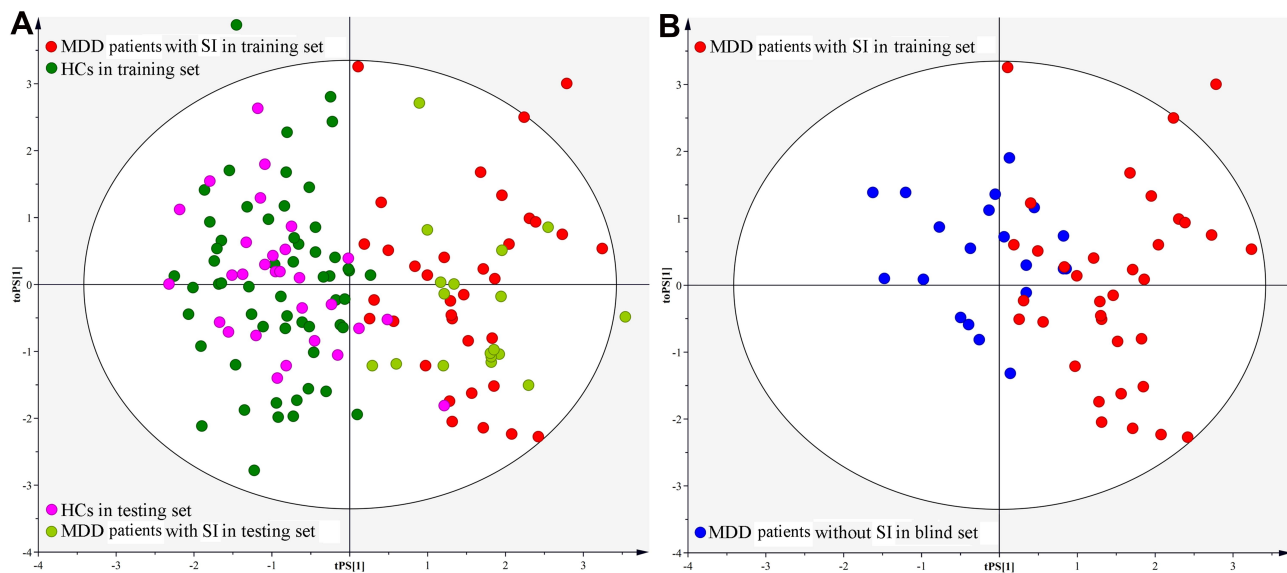 A
MDD patients with SI in training set
HCs in training set
toPS[1]
3
2
1
0
-1
-2
-3
-4
HCs in testing set
MDD patients with SI in testing set
-4 -3 -2 -1 1 2 3
tPS[1]
B
MDD patients with SI in training set
toPS[1]
3
2
1
0
-1
-2
-3
-4
MDD patients without SI in blind set
-4 -3 -2 -1 1 2 3
tPS[1]